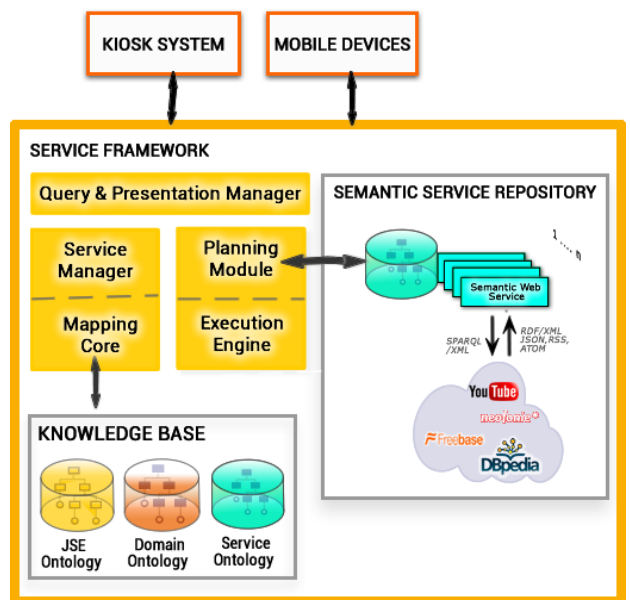 KIOSK SYSTEM
MOBILE DEVICES
SERVICE FRAMEWORK
Query & Presentation Manager
Service
Manager
Mapping
Core
Planning
Module
Execution
Engine
SEMANTIC SERVICE REPOSITORY
1
n
Semantic Web
Service
SPARQL
/XML
RDF/XML
JSON,RSS,
ATOM
YouTube
neofonie
Freebase
DBpedia
KNOWLEDGE BASE
JSE
Ontology
Domain
Ontology
Service
Ontology